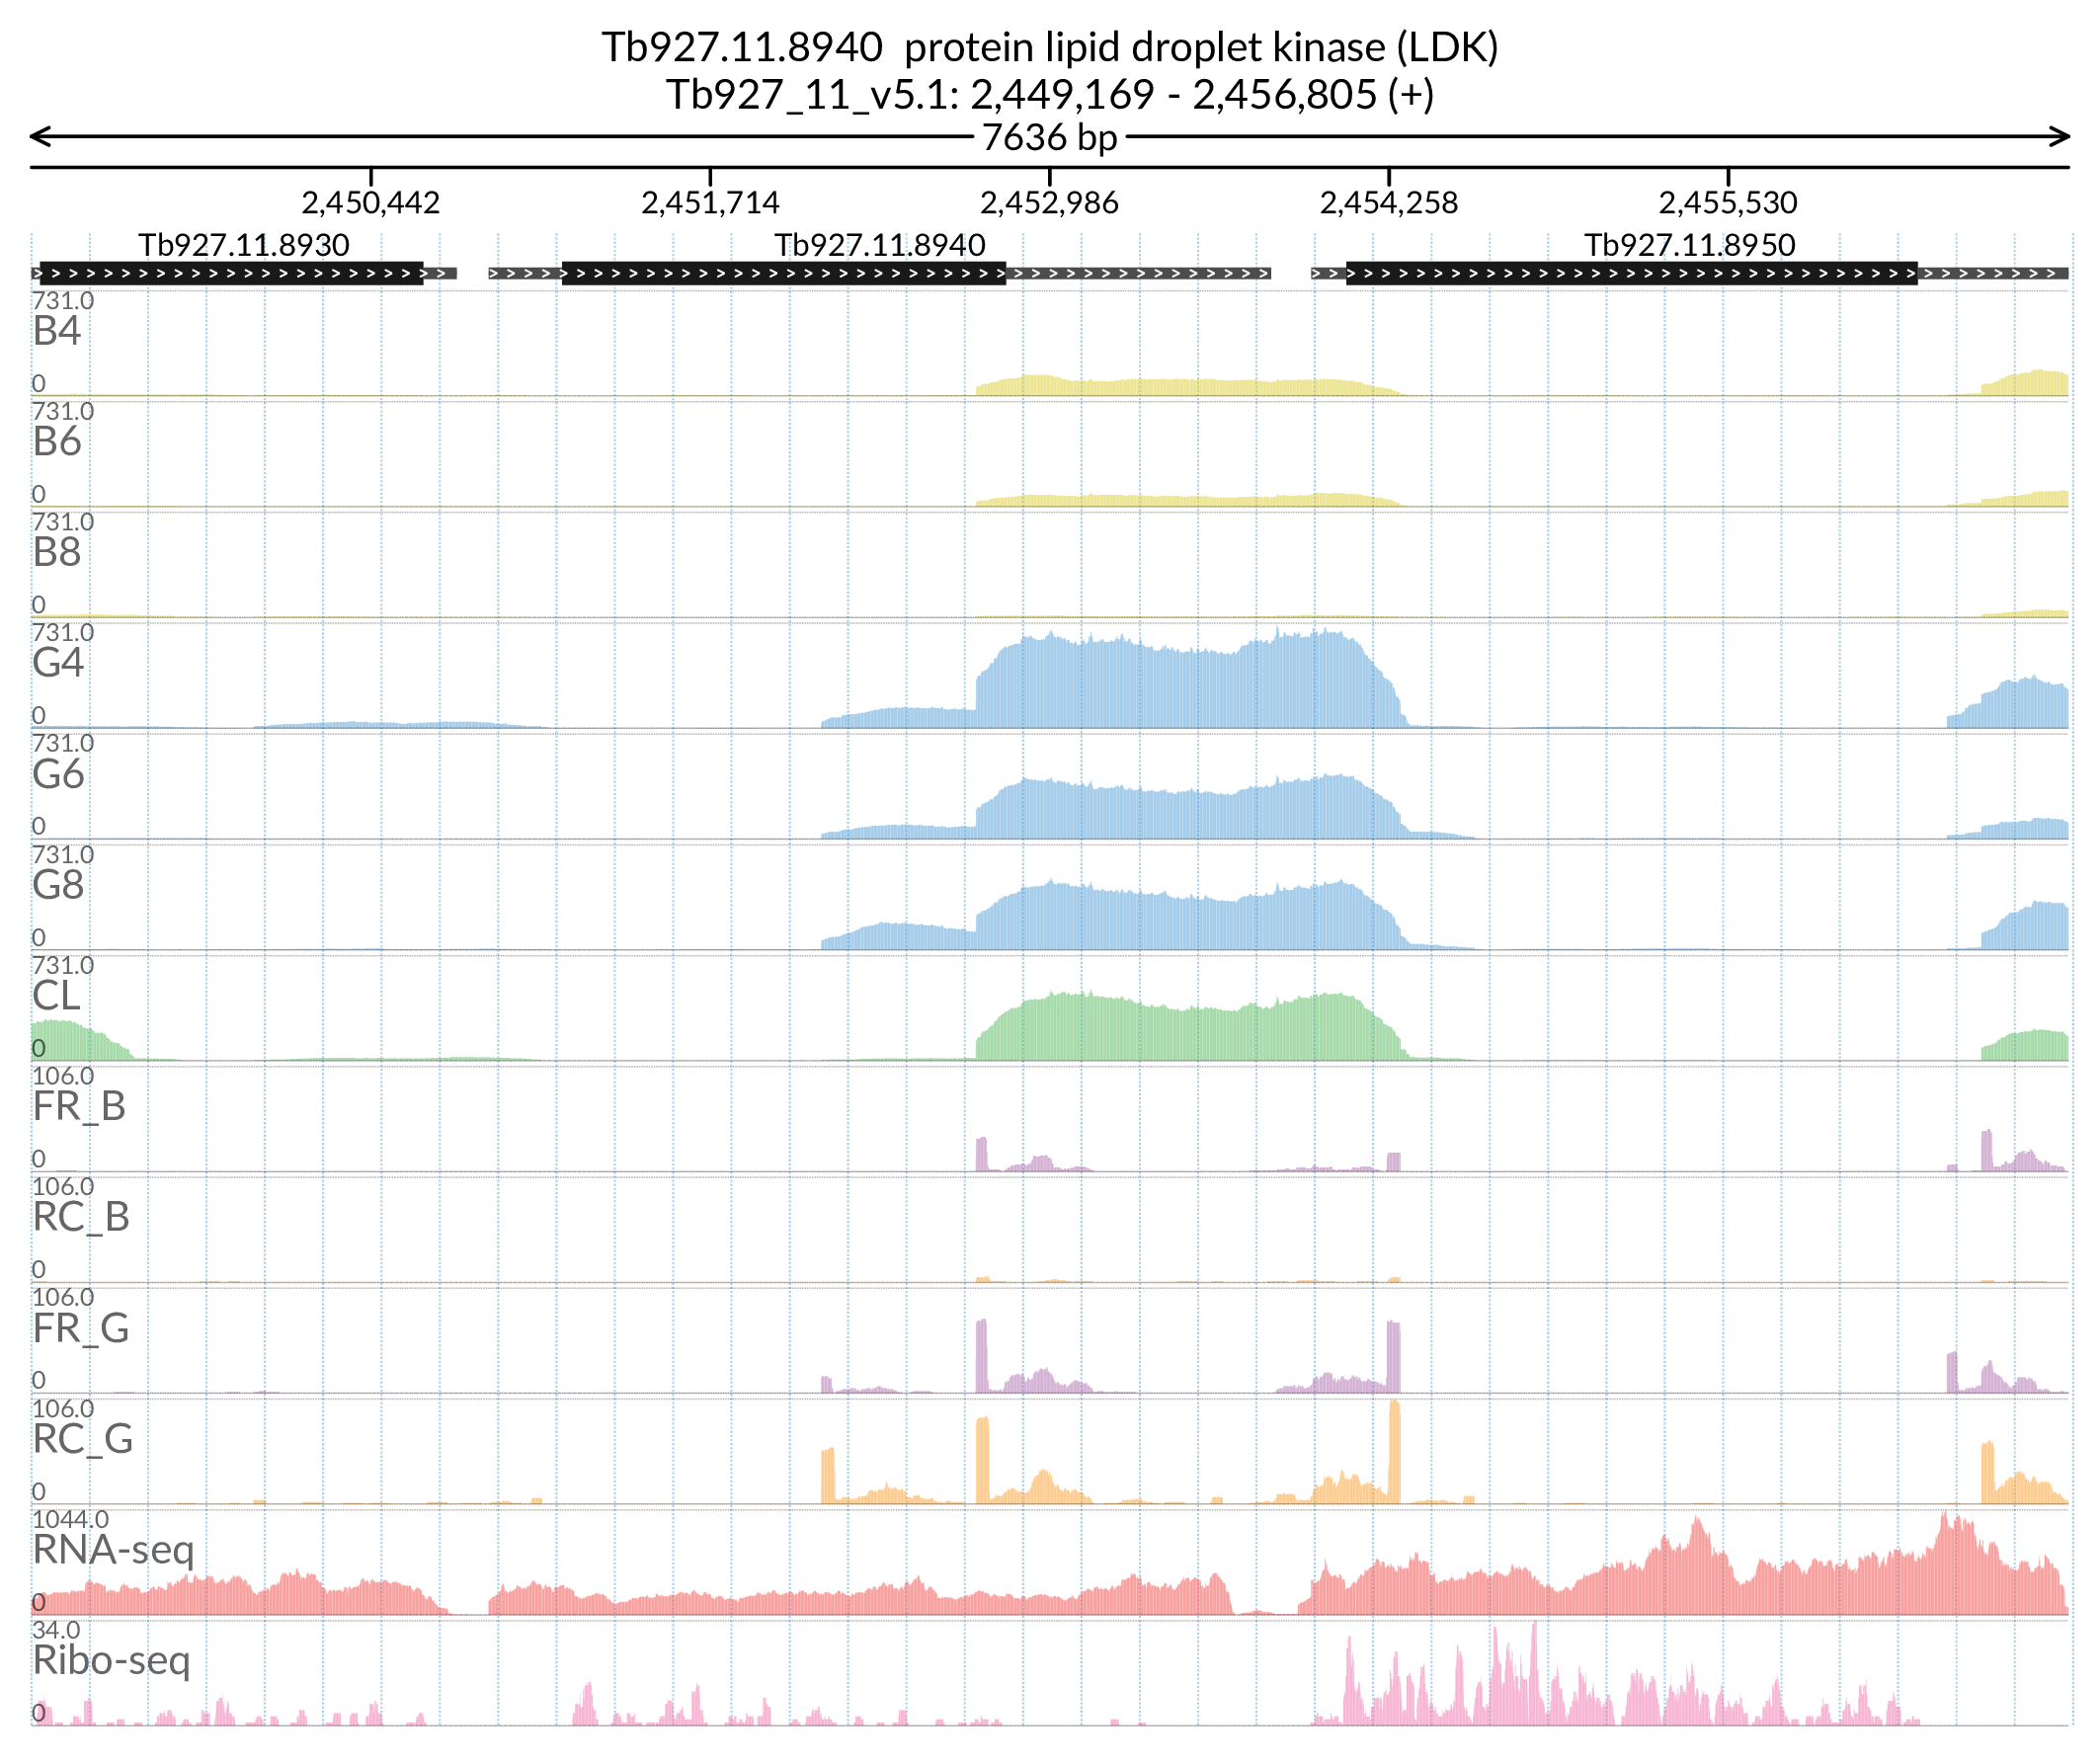 Tb927.11.8940 protein lipid droplet kinase (LDK)
Tb927_11_v5.1: 2,449,169 - 2,456,805 (+)
7636 bp
2,450,442 2,451,714 2,452,986 2,454,258 2,455,530
Tb927.11.8930 Tb927.11.8940 Tb927.11.8950
731.0
B4
0
731.0
B6
0
731.0
B8
0
731.0
G4
0
731.0
G6
0
731.0
G8
0
731.0
CL
0
106.0
FR_B
0
106.0
RC_B
0
106.0
FR_G
0
106.0
RC_G
0
1044.0
RNA-seq
0
34.0
Ribo-seq
0